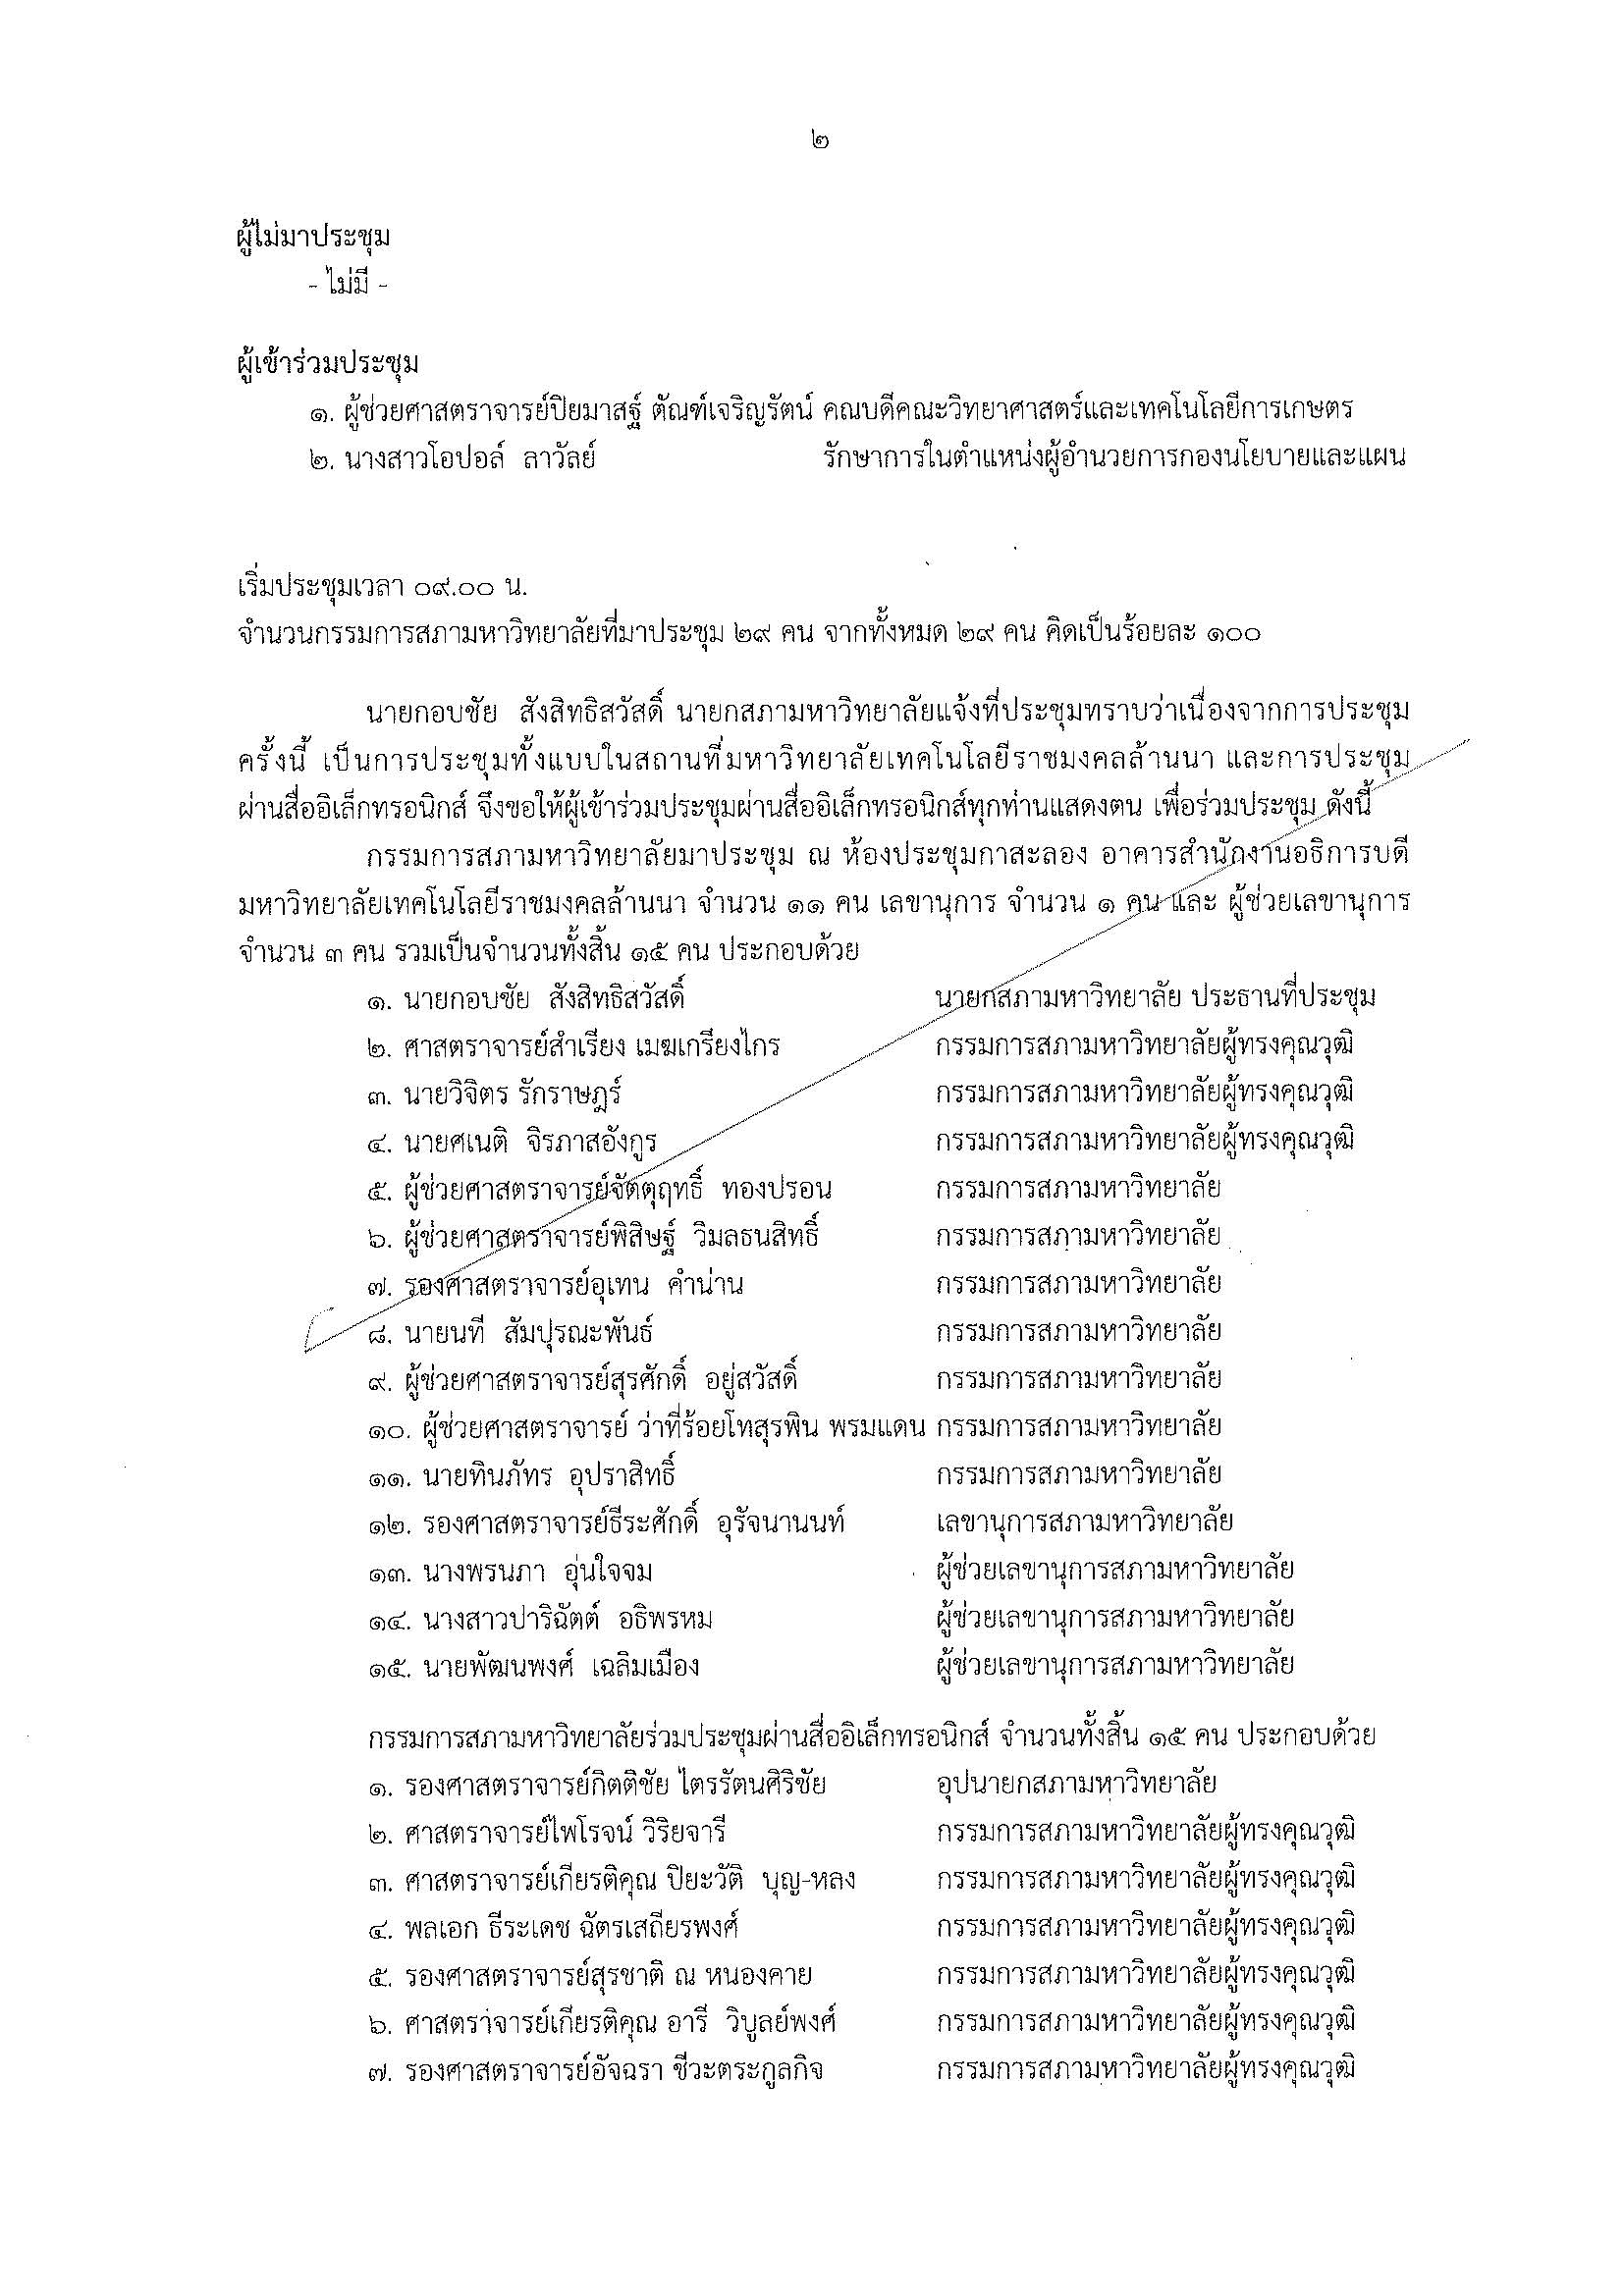 ๒
ผู้ไม่มาประชุม
- ไม่มี -
ผู้เข้าร่วมประชุม
๑. ผู้ช่วยศาสตราจารย์ปิยมาสฐ์ ตัณฑ์เจริญรัตน์ คณบดีคณะวิทยาศาสตร์และเทคโนโลยีการเกษตร
๒. นางสาวโอปอล์ ลาวัลย์ รักษาการในตำแหน่งผู้อำนวยการกองนโยบายและแผน
เริ่มประชุมเวลา ๐๙.๐๐ น.
จำนวนกรรมการสภามหาวิทยาลัยที่มาประชุม ๒๙ คน จากทั้งหมด ๒๙ คน คิดเป็นร้อยละ ๑๐๐
นายกอบชัย สังสิทธิสวัสดิ์ นายกสภามหาวิทยาลัยแจ้งที่ประชุมทราบว่าเนื่องจากการประชุม
ครั้งนี้ เป็นการประชุมทั้งแบบในสถานที่มหาวิทยาลัยเทคโนโลยีราชมงคลล้านนา และการประชุม
ผ่านสื่ออิเล็กทรอนิกส์ จึงขอให้ผู้เข้าร่วมประชุมผ่านสื่ออิเล็กทรอนิกส์ทุกท่านแสดงตน เพื่อร่วมประชุม ดังนี้
กรรมการสภามหาวิทยาลัยมาประชุม ณ ห้องประชุมกาสะลอง อาคารสำนักงานอธิการบดี
มหาวิทยาลัยเทคโนโลยีราชมงคลล้านนา จำนวน ๑๑ คน เลขานุการ จำนวน ๑ คน และ ผู้ช่วยเลขานุการ
จำนวน ๓ คน รวมเป็นจำนวนทั้งสิ้น ๑๕ คน ประกอบด้วย
๑. นายกอบชัย สังสิทธิสวัสดิ์ นายกสภามหาวิทยาลัย ประธานที่ประชุม
๒. ศาสตราจารย์สำเรียง เมฆเกรียงไกร กรรมการสภามหาวิทยาลัยผู้ทรงคุณวุฒิ
๓. นายวิจิตร รักราษฎร์ กรรมการสภามหาวิทยาลัยผู้ทรงคุณวุฒิ
๔. นายศเนติ จิรภาสอังกูร กรรมการสภามหาวิทยาลัยผู้ทรงคุณวุฒิ
๕. ผู้ช่วยศาสตราจารย์จัตตุฤทธิ์ ทองปรอน กรรมการสภามหาวิทยาลัย
๖. ผู้ช่วยศาสตราจารย์พิสิษฐ์ วิมลธนสิทธิ์ กรรมการสภามหาวิทยาลัย
๗. รองศาสตราจารย์อุเทน คำน่าน กรรมการสภามหาวิทยาลัย
๘. นายนที สัมปุรณะพันธ์ กรรมการสภามหาวิทยาลัย
๙. ผู้ช่วยศาสตราจารย์สุรศักดิ์ อยู่สวัสดิ์ กรรมการสภามหาวิทยาลัย
๑๐. ผู้ช่วยศาสตราจารย์ ว่าที่ร้อยโทสุรพิน พรมแดน กรรมการสภามหาวิทยาลัย
๑๑. นายทินภัทร อุปราสิทธิ์ กรรมการสภามหาวิทยาลัย
๑๒. รองศาสตราจารย์ธีระศักดิ์ อุรัจนานนท์ เลขานุการสภามหาวิทยาลัย
๑๓. นางพรนภา อุ่นใจจม ผู้ช่วยเลขานุการสภามหาวิทยาลัย
๑๔. นางสาวปาริฉัตต์ อธิพรหม ผู้ช่วยเลขานุการสภามหาวิทยาลัย
๑๕. นายพัฒนพงศ์ เฉลิมเมือง ผู้ช่วยเลขานุการสภามหาวิทยาลัย
กรรมการสภามหาวิทยาลัยร่วมประชุมผ่านสื่ออิเล็กทรอนิกส์ จำนวนทั้งสิ้น ๑๕ คน ประกอบด้วย
๑. รองศาสตราจารย์กิตติชัย ไตรรัตนศิริชัย อุปนายกสภามหาวิทยาลัย
๒. ศาสตราจารย์ไพโรจน์ วิริยจารี กรรมการสภามหาวิทยาลัยผู้ทรงคุณวุฒิ
๓. ศาสตราจารย์เกียรติคุณ ปิยะวัติ บุญ-หลง กรรมการสภามหาวิทยาลัยผู้ทรงคุณวุฒิ
๔. พลเอก ธีระเดช ฉัตรเสถียรพงศ์ กรรมการสภามหาวิทยาลัยผู้ทรงคุณวุฒิ
๕. รองศาสตราจารย์สุรชาติ ณ หนองคาย กรรมการสภามหาวิทยาลัยผู้ทรงคุณวุฒิ
๖. ศาสตราจารย์เกียรติคุณ อารี วิบูลย์พงศ์ กรรมการสภามหาวิทยาลัยผู้ทรงคุณวุฒิ
๗. รองศาสตราจารย์อัจฉรา ชีวะตระกูลกิจ กรรมการสภามหาวิทยาลัยผู้ทรงคุณวุฒิ